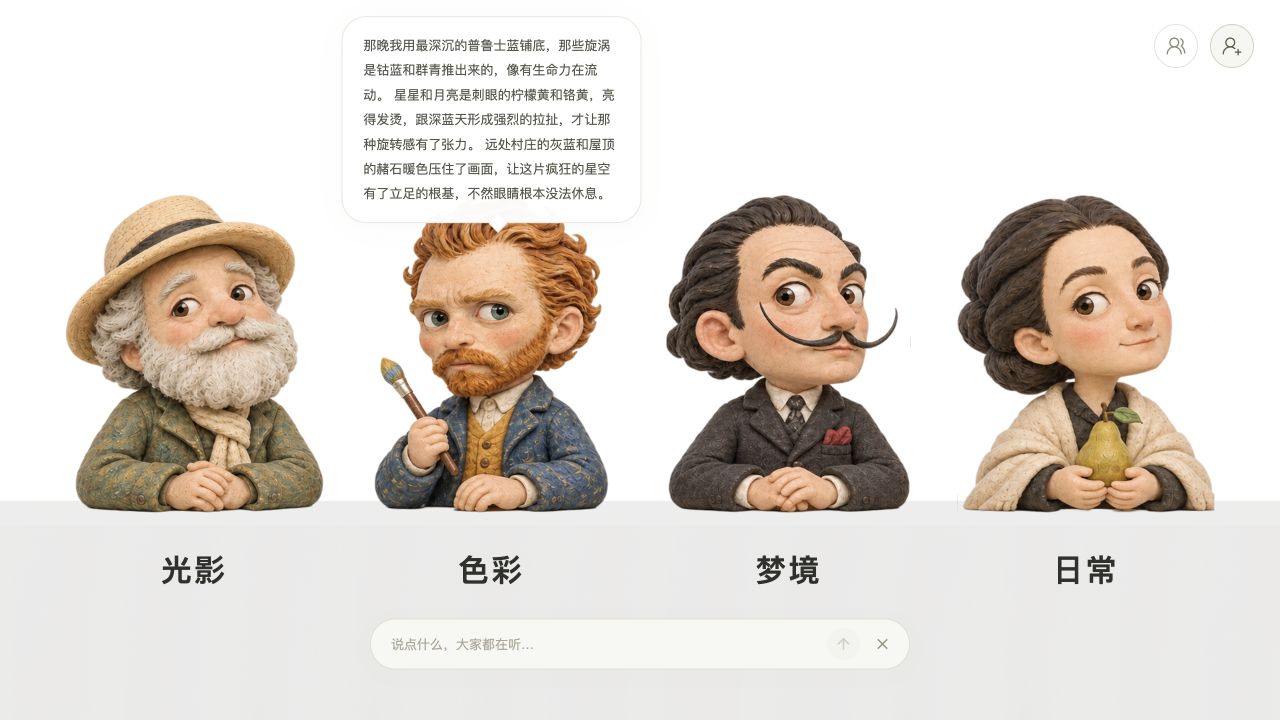 那晚我用最深沉的普鲁士蓝铺底，那些旋涡
是钴蓝和群青推出来的，像有生命力在流
动。 星星和月亮是刺眼的柠檬黄和铬黄，亮
得发烫，跟深蓝天形成强烈的拉扯，才让那
种旋转感有了张力。 远处村庄的灰蓝和屋顶
的赭石暖色压住了画面，让这片疯狂的星空
有了立足的根基，不然眼睛根本没法休息。
光影
色彩
梦境
日常
说点什么，大家都在听...